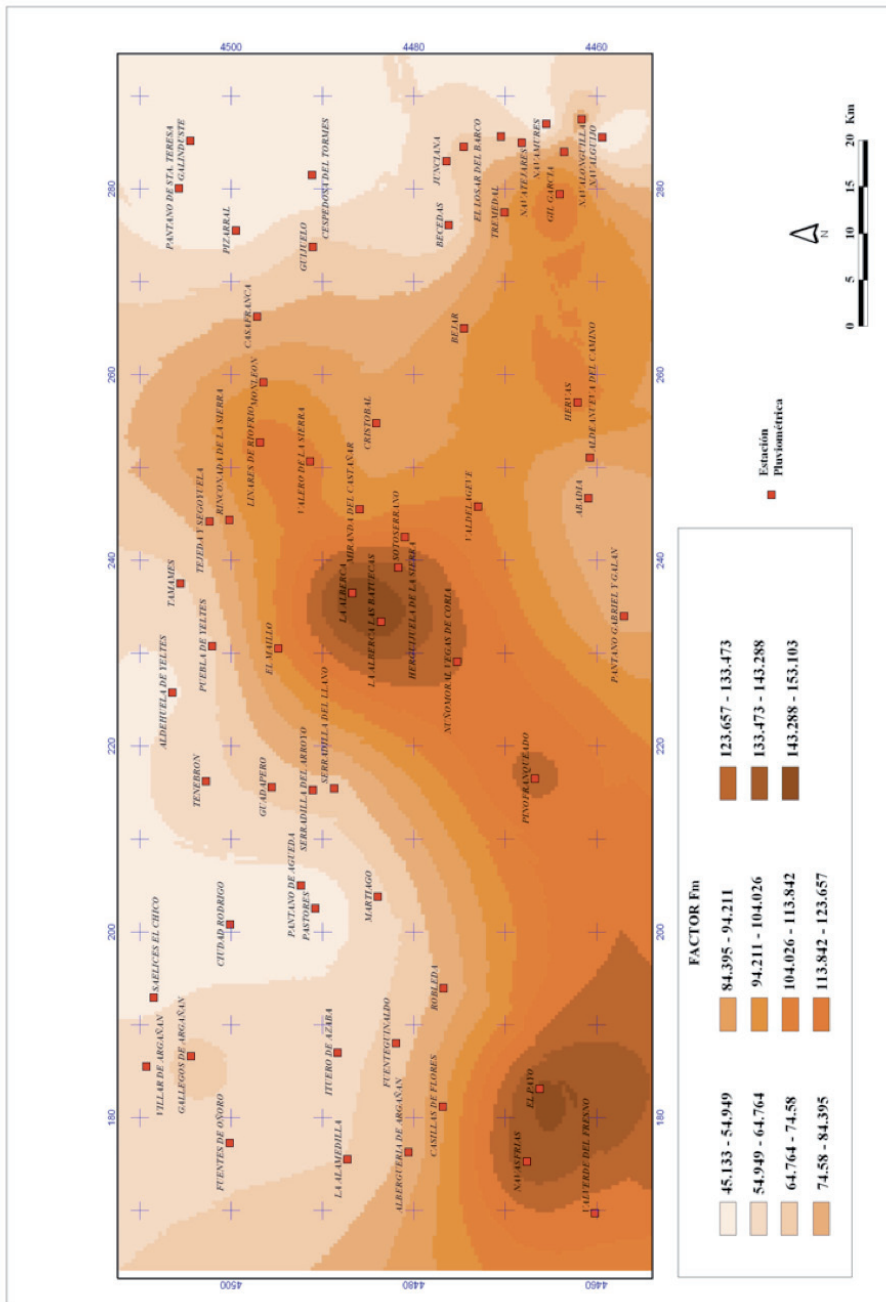 4500
4480
4460
PANTANO DE STA. TERESA
GALINDUSTE
PIZARRAL
GUIJUELO
CESPEDOSA DEL TORMES
JUNCIANA
BECEDAS
EL LOSAR DEL BARCO
TREMEDAL
NAVATEJARES
NAVAMURES
GIL GARCIA
NAVALONGUILLA
NAVALGUIJO
280
280
CASAFRANCA
MONLEON
LINARES DE RIOFRIO
RINCONADA DE LA SIERRA
TEJEDA Y SEGOYUELA
VALERO DE LA SIERRA
CRISTOBAL
BEJAR
HERVAS
ALDEANUEVA DEL CAMINO
ABADIA
VALDELAGEVE
260
260
MIRANDA DEL CASTAÑAR
SOTOSERRANO
TAMAMES
LA ALBERCA
LA ALBERCA LAS BATUECAS
HERGUIJUELA DE LA SIERRA
NUÑOMORAL VEGAS DE CORIA
PANTANO GABRIEL Y GALAN
240
240
ALDEHUELA DE YELTES
PUEBLA DE YELTES
EL MAILLO
SERRADILLA DEL LLANO
SERRADILLA DEL ARROYO
GUADAPERO
TENEBRON
PINOFRANQUEADO
220
220
PANTANO DE AGUEDA
PASTORES
MARTIAGO
CIUDAD RODRIGO
SAELICES EL CHICO
200
200
VILLAR DE ARGAÑAN
GALLEGOS DE ARGAÑAN
ITUERO DE AZABA
FUENTEGUINALDO
ROBLEDA
FUENTES DE OÑORO
LA ALAMEDILLA
ALBERGUERIA DE ARGAÑAN
CASILLAS DE FLORES
EL PAYO
NAVASFRIAS
VALVERDE DEL FRESNO
180
180
4500
4480
4460
FACTOR Fm
45.133 - 54.949
54.949 - 64.764
64.764 - 74.58
74.58 - 84.395
84.395 - 94.211
94.211 - 104.026
104.026 - 113.842
113.842 - 123.657
123.657 - 133.473
133.473 - 143.288
143.288 - 153.103
Estación
Pluviométrica
N
0 5 10 15 20 Km